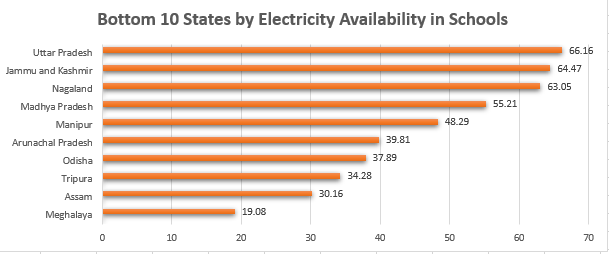 Bottom 10 States by Electricity Availability in Schools
Uttar Pradesh 66.16
Jammu and Kashmir 64.47
Nagaland 63.05
Madhya Pradesh 55.21
Manipur 48.29
Arunachal Pradesh 39.81
Odisha 37.89
Tripura 34.28
Assam 30.16
Meghalaya 19.08
0 10 20 30 40 50 60 70